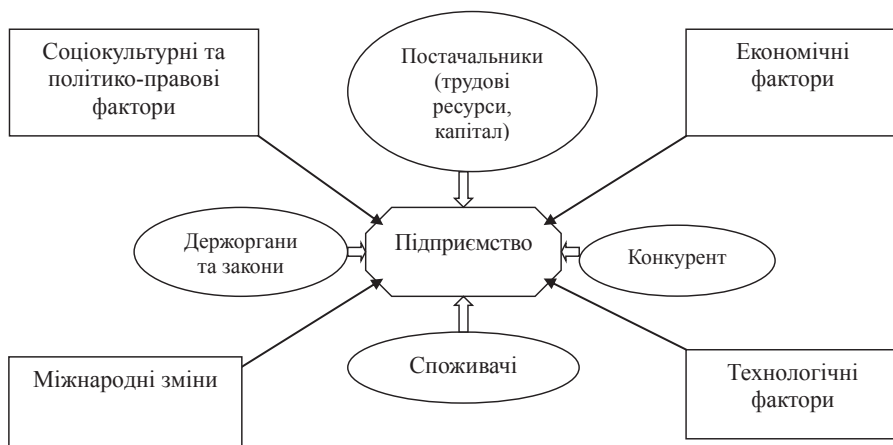 Соціокультурні та
політико-правові
фактори
Постачальники
(трудові
ресурси,
капітал)
Економічні
фактори
Держоргани
та закони
Підприємство
Конкурент
Міжнародні зміни
Споживачі
Технологічні
фактори